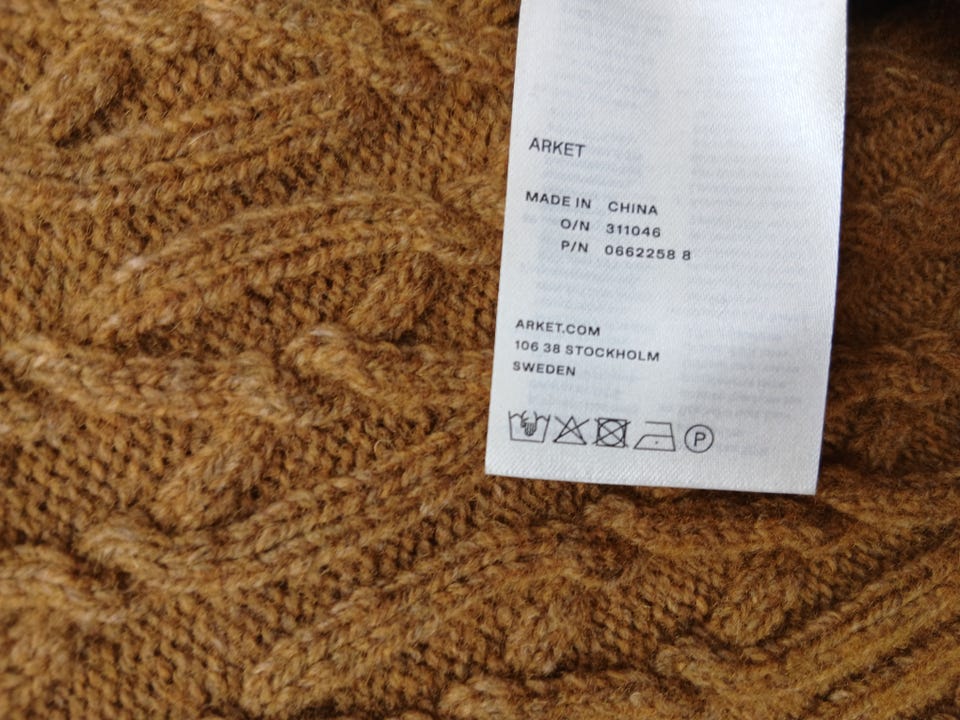 ARKET
MADE IN CHINA
O/N 311046
P/N 0662258 8
ARKET.COM
106 38 STOCKHOLM
SWEDEN
P